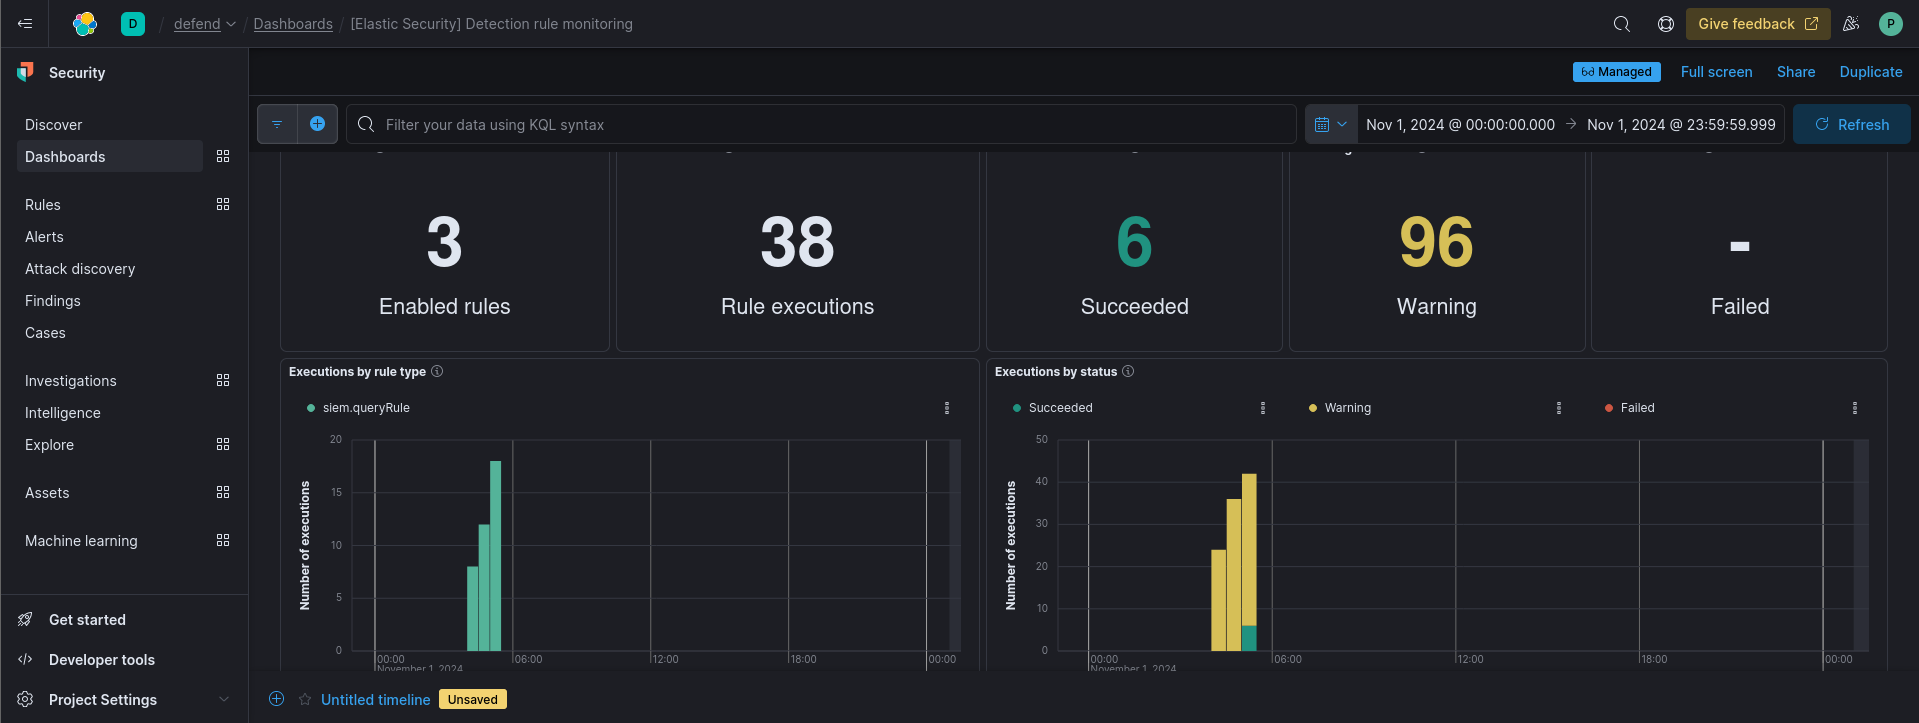 D / defend / Dashboards / [Elastic Security] Detection rule monitoring
Give feedback
P
Security
Managed
Full screen
Share
Duplicate
Filter your data using KQL syntax
Nov 1, 2024 @ 00:00:00.000 → Nov 1, 2024 @ 23:59:59.999
Refresh
Discover
Dashboards
Rules
Alerts
Attack discovery
Findings
Cases
Investigations
Intelligence
Explore
Assets
Machine learning
Get started
Developer tools
Project Settings
3
Enabled rules
38
Rule executions
6
Succeeded
96
Warning
-
Failed
Executions by rule type
siem.queryRule
Number of executions
20
15
10
5
0
00:00
06:00
12:00
18:00
00:00
November 1, 2024
Executions by status
Succeeded
Warning
Failed
Number of executions
50
40
30
20
10
0
00:00
06:00
12:00
18:00
00:00
November 1, 2024
Untitled timeline
Unsaved